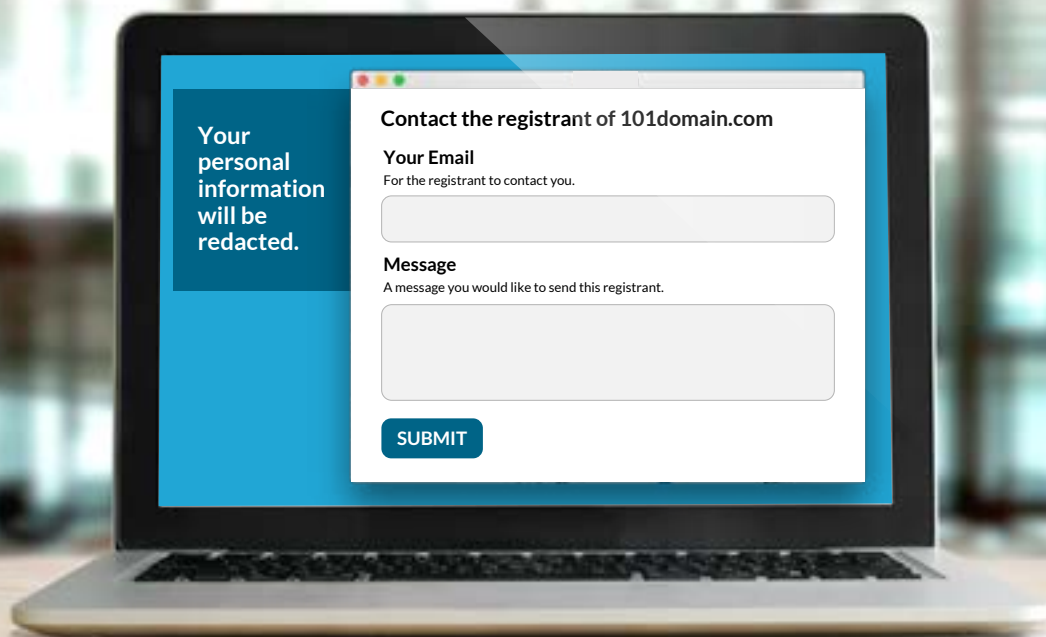 Your
personal
information
will be
redacted.
Contact the registrant of 101domain.com
Your Email
For the registrant to contact you.
Message
A message you would like to send this registrant.
SUBMIT